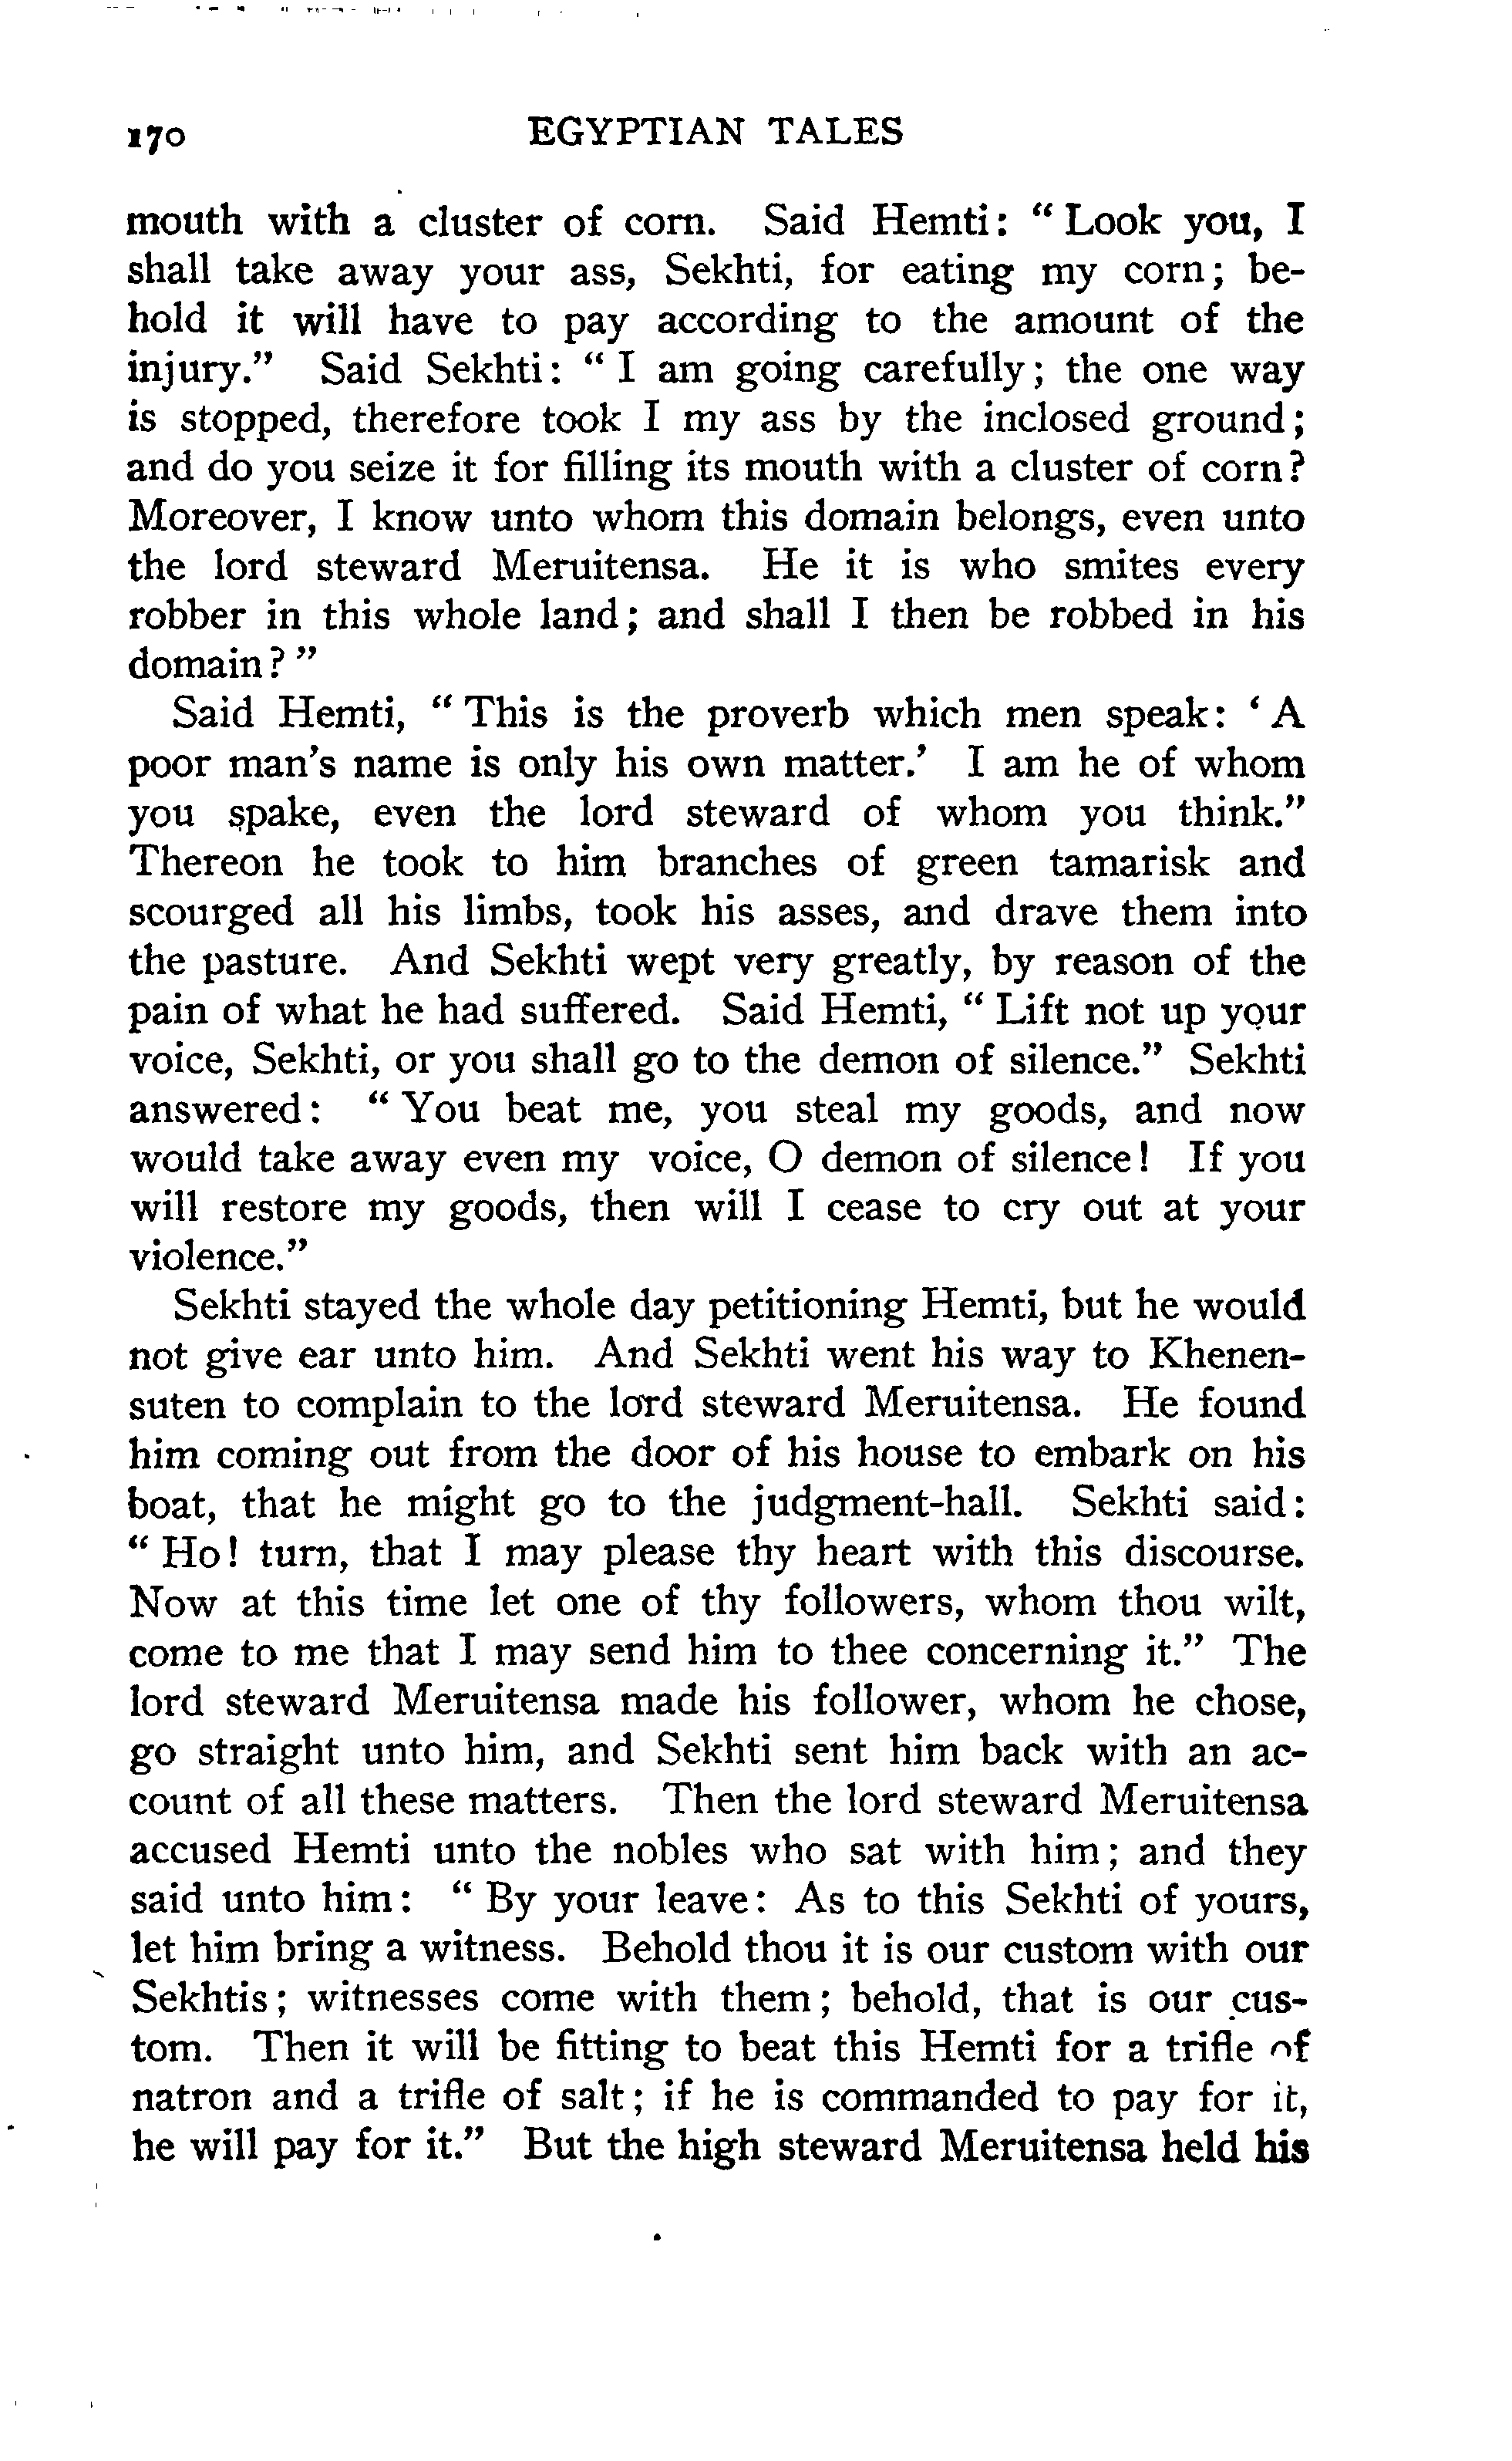 170 EGYPTIAN TALES
mouth with a cluster of corn. Said Hemti: “ Look you, I
shall take away your ass, Sekhti, for eating my corn; be-
hold it will have to pay according to the amount of the
injury.” Said Sekhti: “ I am going carefully; the one way
is stopped, therefore took I my ass by the inclosed ground;
and do you seize it for filling its mouth with a cluster of corn?
Moreover, I know unto whom this domain belongs, even unto
the lord steward Meruitensa. He it is who smites every
robber in this whole land; and shall I then be robbed in his
domain? ”
Said Hemti, “ This is the proverb which men speak: ‘ A
poor man’s name is only his own matter.’ I am he of whom
you spake, even the lord steward of whom you think.”
Thereon he took to him branches of green tamarisk and
scourged all his limbs, took his asses, and drave them into
the pasture. And Sekhti wept very greatly, by reason of the
pain of what he had suffered. Said Hemti, “ Lift not up your
voice, Sekhti, or you shall go to the demon of silence.” Sekhti
answered: “ You beat me, you steal my goods, and now
would take away even my voice, O demon of silence! If you
will restore my goods, then will I cease to cry out at your
violence.”
Sekhti stayed the whole day petitioning Hemti, but he would
not give ear unto him. And Sekhti went his way to Khenen-
suten to complain to the lord steward Meruitensa. He found
him coming out from the door of his house to embark on his
boat, that he might go to the judgment-hall. Sekhti said:
“ Ho! turn, that I may please thy heart with this discourse.
Now at this time let one of thy followers, whom thou wilt,
come to me that I may send him to thee concerning it.” The
lord steward Meruitensa made his follower, whom he chose,
go straight unto him, and Sekhti sent him back with an ac-
count of all these matters. Then the lord steward Meruitensa
accused Hemti unto the nobles who sat with him; and they
said unto him: “ By your leave: As to this Sekhti of yours,
let him bring a witness. Behold thou it is our custom with our
Sekhtis; witnesses come with them; behold, that is our cus-
tom. Then it will be fitting to beat this Hemti for a trifle of
natron and a trifle of salt; if he is commanded to pay for it,
he will pay for it.” But the high steward Meruitensa held his